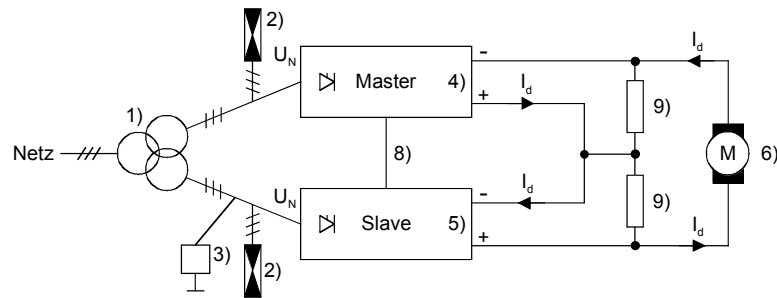 2)
U_N
Master
4)
-
+
I_d
I_d
1)
9)
Netz
8)
M
6)
U_N
Slave
5)
-
+
I_d
9)
3)
2)
I_d